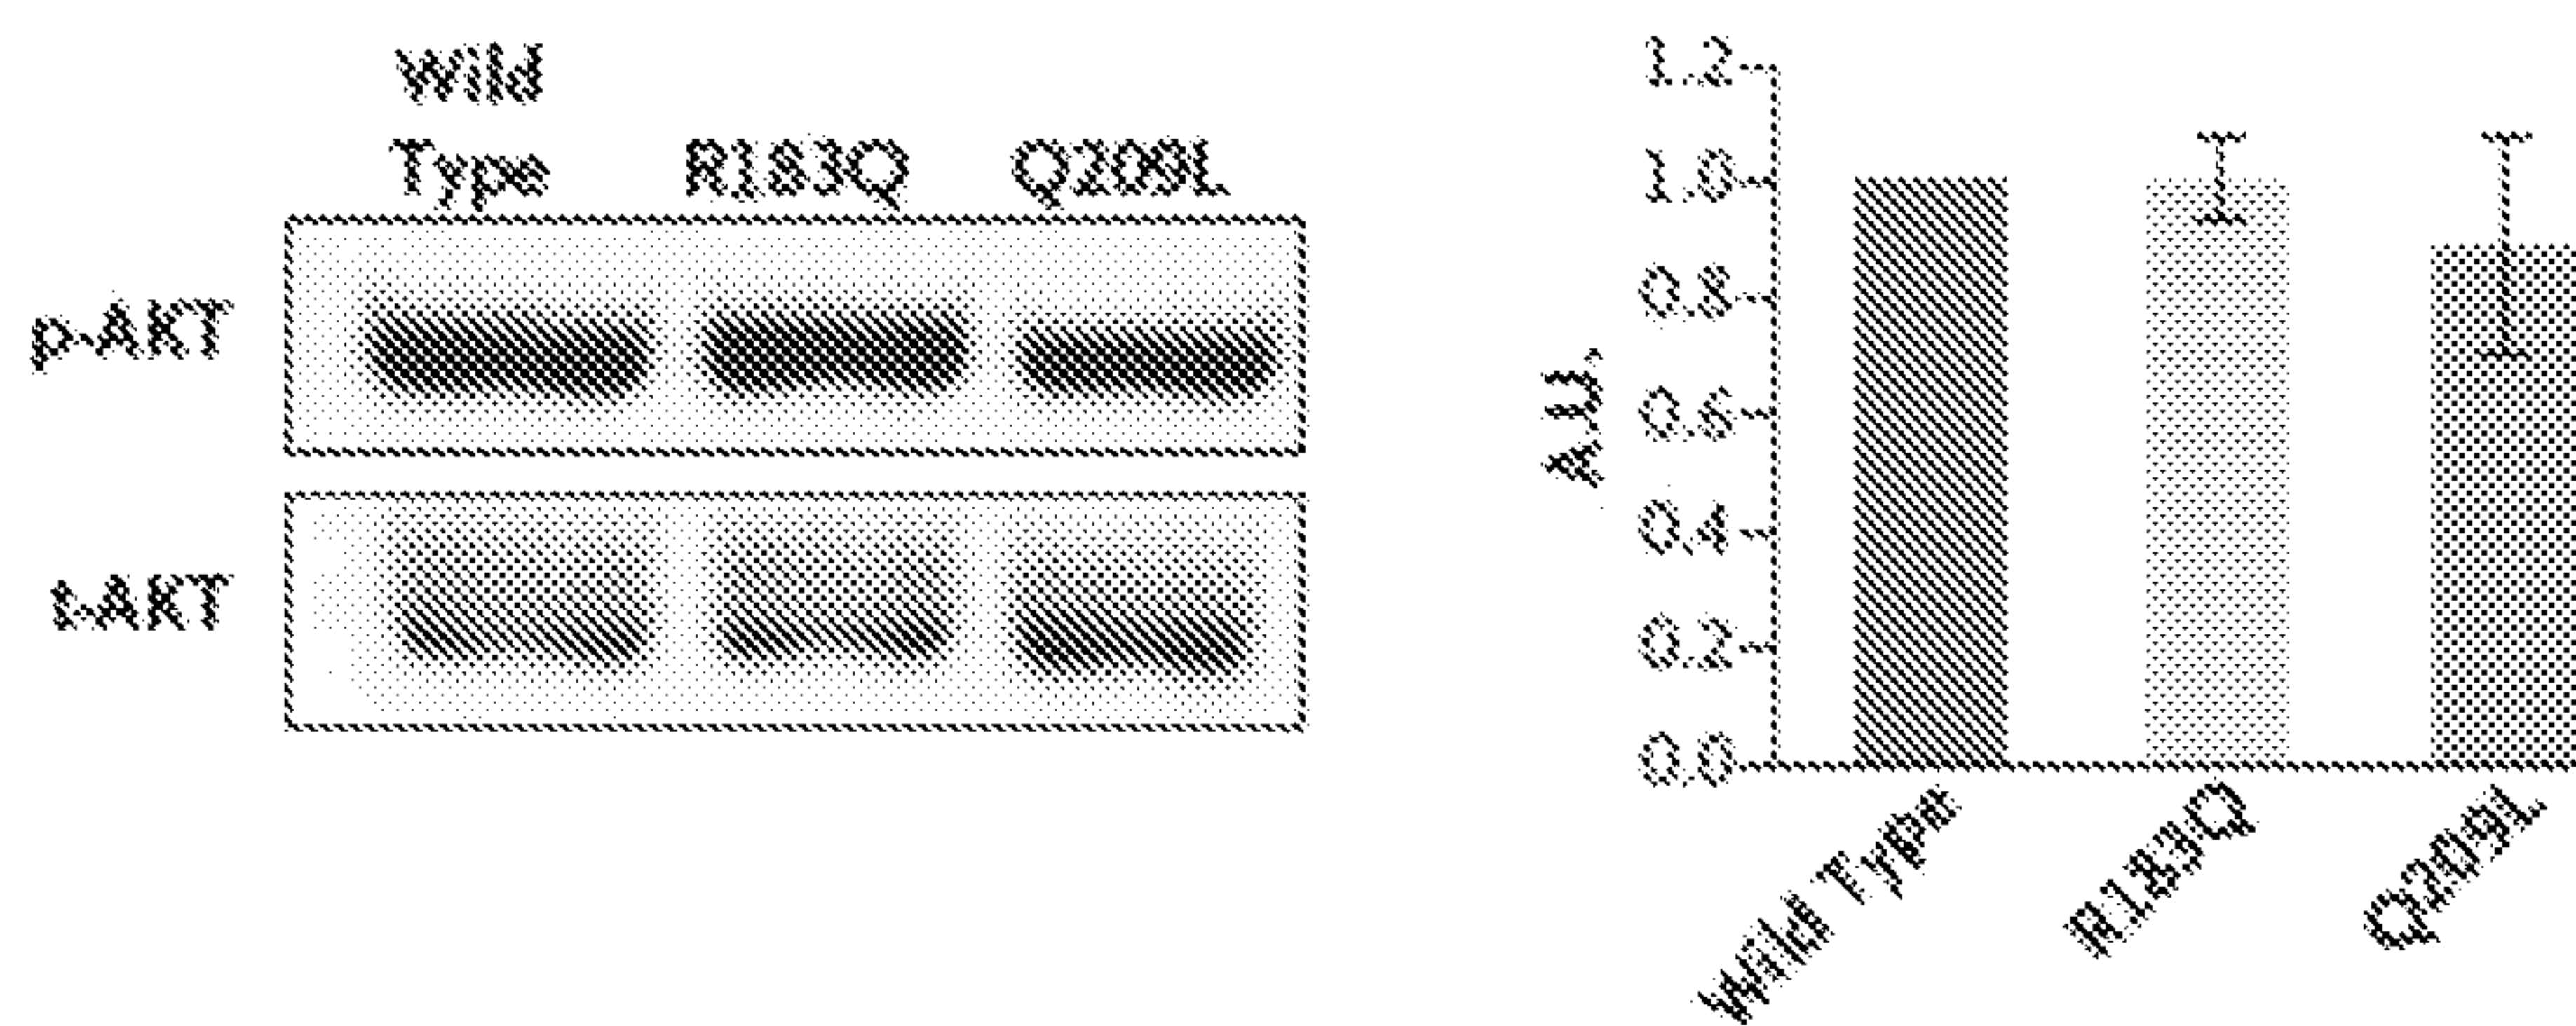 Wild
Type
R183Q
Q209L
p-AKT
t-AKT
A.U.
1.2
1.0
0.8
0.6
0.4
0.2
0.0
Wild Type
R183Q
Q209L